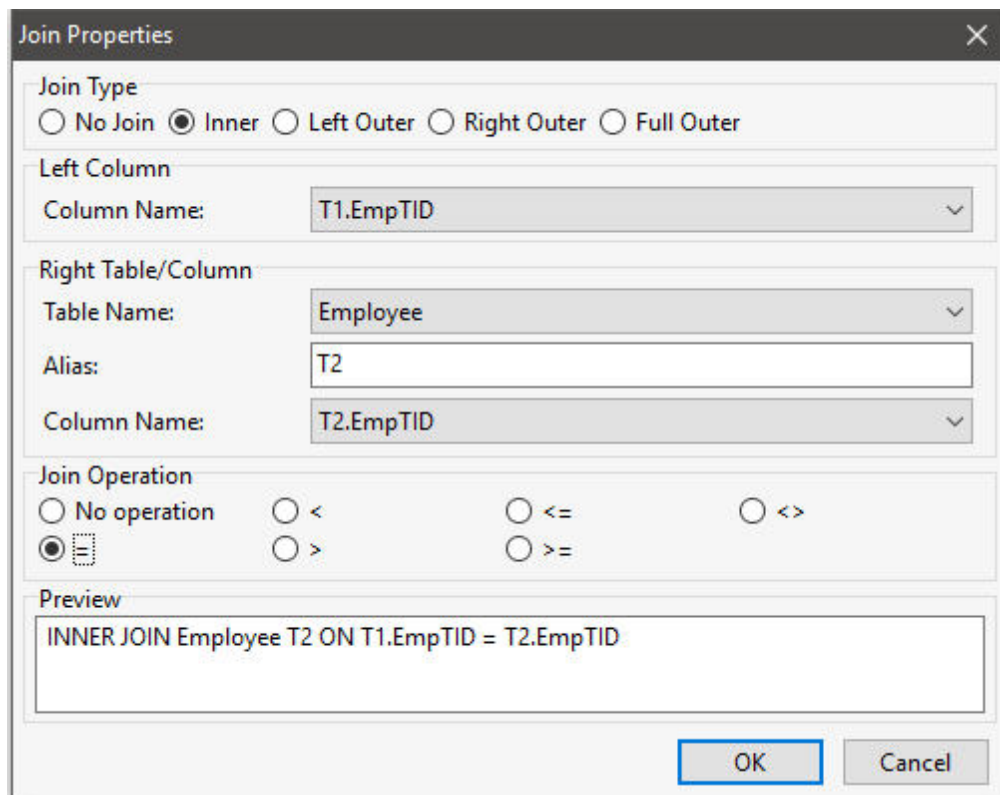 Join Properties
Join Type
No Join Inner Left Outer Right Outer Full Outer
Left Column
Column Name: T1.EmpTID
Right Table/Column
Table Name: Employee
Alias: T2
Column Name: T2.EmpTID
Join Operation
No operation < <= <>
= > >=
Preview
INNER JOIN Employee T2 ON T1.EmpTID = T2.EmpTID
OK Cancel